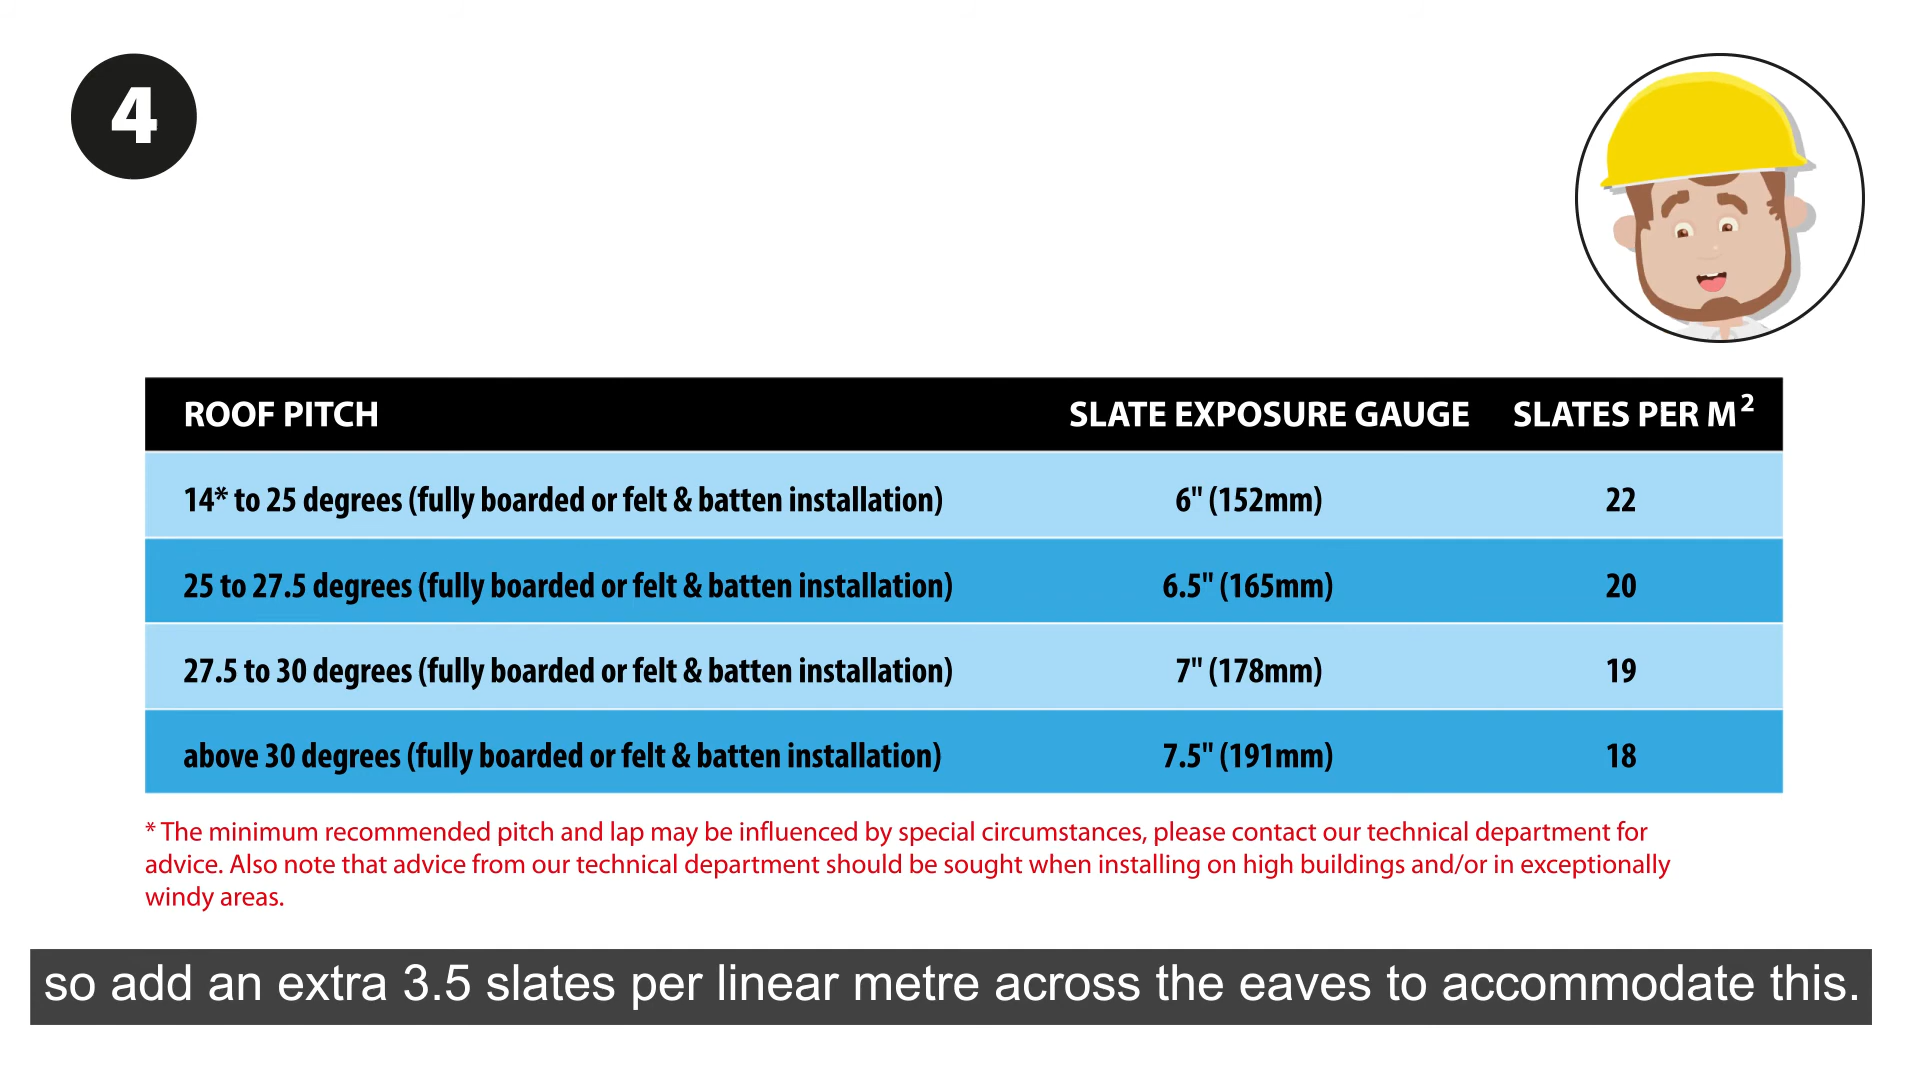 4
ROOF PITCH SLATE EXPOSURE GAUGE SLATES PER M²
14* to 25 degrees (fully boarded or felt & batten installation) 6" (152mm) 22
25 to 27.5 degrees (fully boarded or felt & batten installation) 6.5" (165mm) 20
27.5 to 30 degrees (fully boarded or felt & batten installation) 7" (178mm) 19
above 30 degrees (fully boarded or felt & batten installation) 7.5" (191mm) 18
* The minimum recommended pitch and lap may be influenced by special circumstances, please contact our technical department for
advice. Also note that advice from our technical department should be sought when installing on high buildings and/or in exceptionally
windy areas.
so add an extra 3.5 slates per linear metre across the eaves to accommodate this.